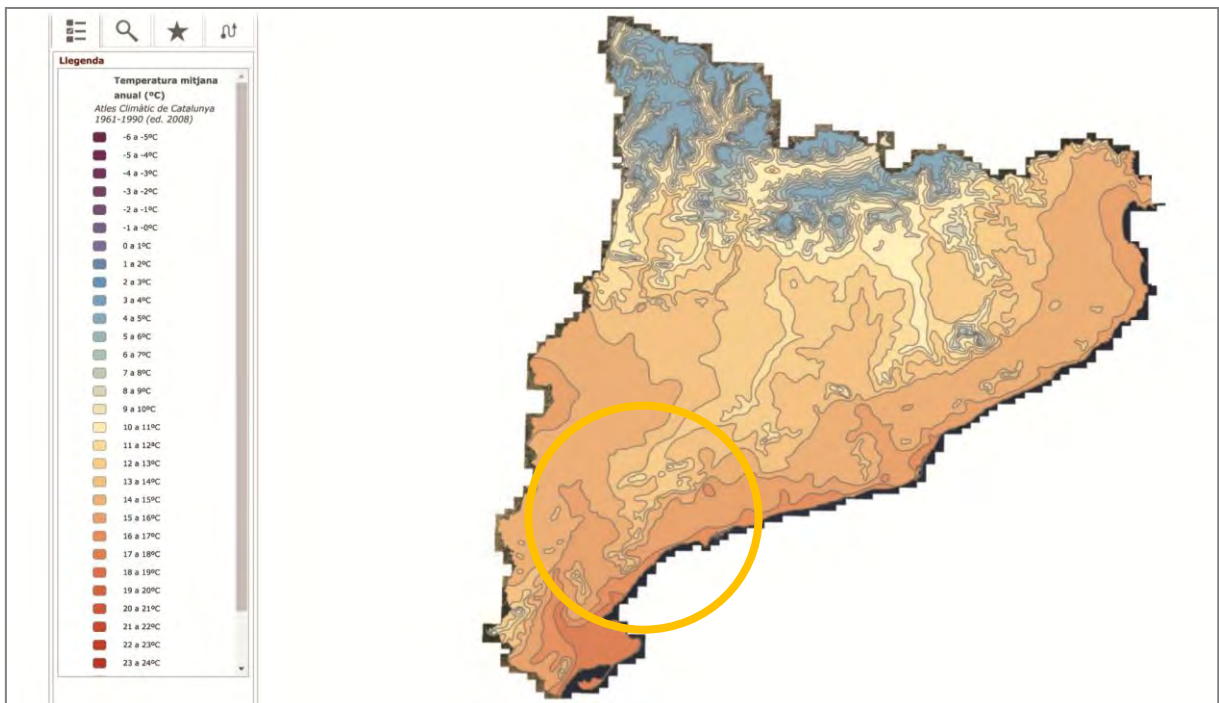 Llegenda
Temperatura mitjana
anual (ºC)
Atles Climàtic de Catalunya
1961-1990 (ed. 2008)
-6 a -5ºC
-5 a -4ºC
-4 a -3ºC
-3 a -2ºC
-2 a -1ºC
-1 a -0ºC
0 a 1ºC
1 a 2ºC
2 a 3ºC
3 a 4ºC
4 a 5ºC
5 a 6ºC
6 a 7ºC
7 a 8ºC
8 a 9ºC
9 a 10ºC
10 a 11ºC
11 a 12ºC
12 a 13ºC
13 a 14ºC
14 a 15ºC
15 a 16ºC
16 a 17ºC
17 a 18ºC
18 a 19ºC
19 a 20ºC
20 a 21ºC
21 a 22ºC
22 a 23ºC
23 a 24ºC